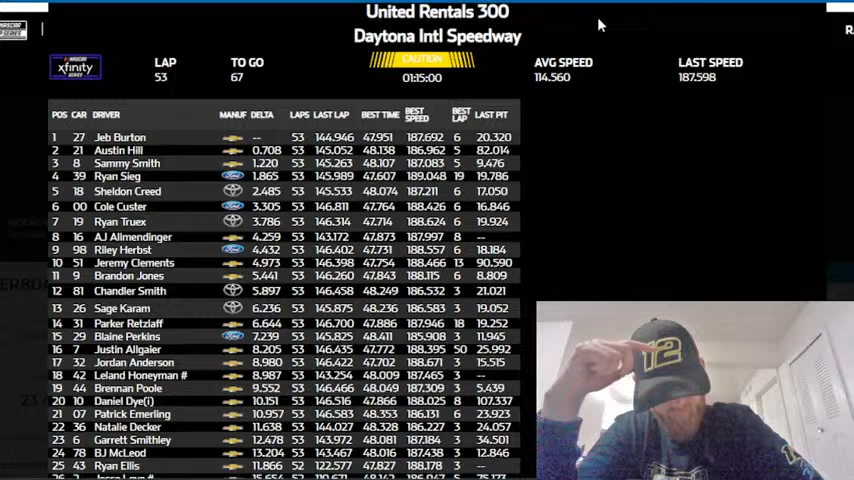 United Rentals 300
Daytona Intl Speedway
xfinity
SERIES
LAP
53
TO GO
67
CAUTION
01:15:00
AVG SPEED
114.560
LAST SPEED
187.598
POS CAR DRIVER MANUF DELTA LAPS LAST LAP BEST TIME BEST SPEED BEST LAP LAST PIT
1 27 Jeb Burton -- 53 144.946 47.951 187.692 6 20.320
2 21 Austin Hill 0.708 53 145.052 48.138 186.962 5 82.014
3 8 Sammy Smith 1.220 53 145.263 48.107 187.083 5 9.476
4 39 Ryan Sieg 1.865 53 145.989 47.607 189.048 19 19.786
5 18 Sheldon Creed 2.485 53 145.533 48.074 187.211 6 17.050
6 00 Cole Custer 3.305 53 146.811 47.764 188.426 6 16.846
7 19 Ryan Truex 3.786 53 146.314 47.714 188.624 6 19.924
8 16 AJ Allmendinger 4.259 53 143.172 47.873 187.997 8 --
9 98 Riley Herbst 4.432 53 146.402 47.731 188.557 6 18.184
10 51 Jeremy Clements 4.973 53 146.398 47.754 188.466 13 90.590
11 9 Brandon Jones 5.441 53 146.260 47.843 188.115 6 8.809
12 81 Chandler Smith 5.897 53 146.458 48.249 186.532 3 21.021
13 26 Sage Karam 6.236 53 145.875 48.236 186.583 3 19.052
14 31 Parker Retzlaff 6.644 53 146.700 47.886 187.946 18 19.252
15 29 Blaine Perkins 7.239 53 145.825 48.411 185.908 3 11.945
16 7 Justin Allgaier 8.205 53 146.435 47.772 188.395 50 25.992
17 32 Jordan Anderson 8.980 53 146.422 47.702 188.671 3 15.515
18 42 Leland Honeyman # 8.987 53 143.254 48.009 187.465 3 --
19 44 Brennan Poole 9.552 53 146.466 48.049 187.309 3 5.439
20 10 Daniel Dye(i) 10.151 53 146.516 47.866 188.025 8 107.337
21 07 Patrick Emerling 10.957 53 146.583 48.353 186.131 6 23.923
22 36 Natalie Decker 11.638 53 144.027 48.328 186.227 3 24.057
23 6 Garrett Smithley 12.478 53 143.972 48.081 187.184 3 34.501
24 78 BJ McLeod 13.204 53 143.467 48.016 187.438 3 12.846
25 43 Ryan Ellis 11.866 52 122.577 47.827 188.178 3 --
12